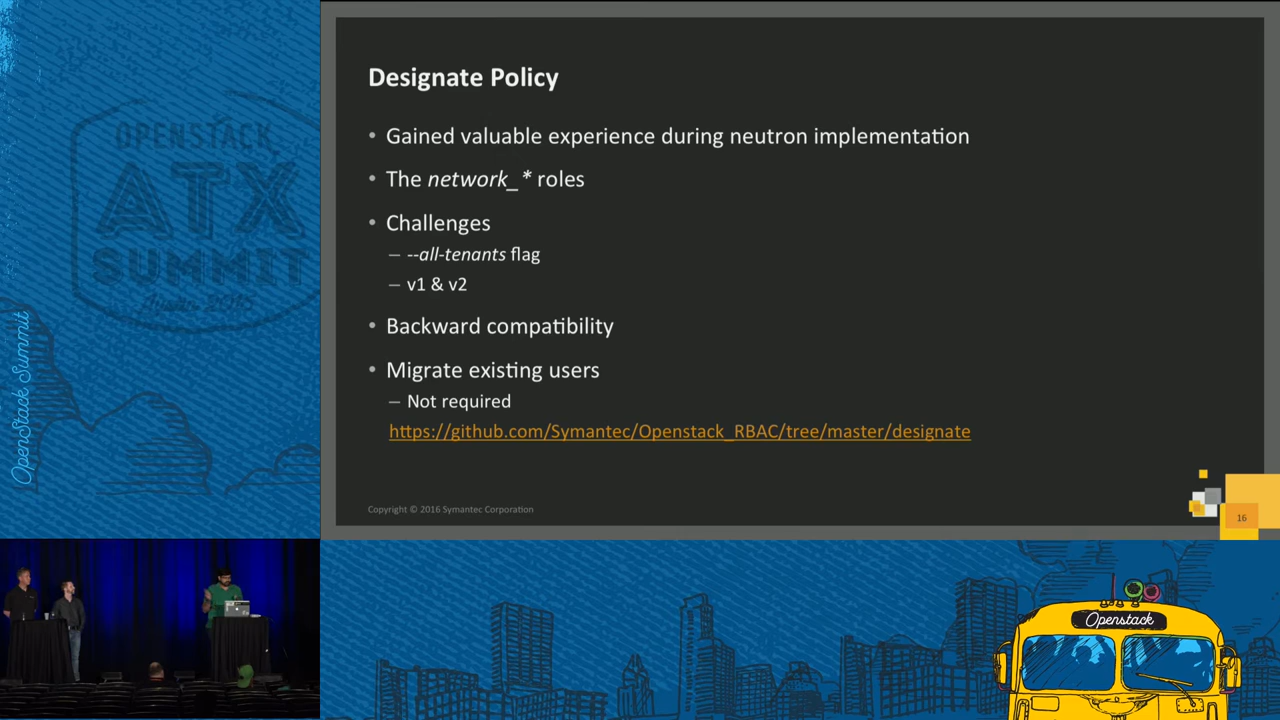 OPENSTACK
ATX
SUMMIT
Austin 2016
OpenStack Summit
Designate Policy
• Gained valuable experience during neutron implementation
• The network_* roles
• Challenges
– --all-tenants flag
– v1 & v2
• Backward compatibility
• Migrate existing users
– Not required
https://github.com/Symantec/Openstack_RBAC/tree/master/designate
Copyright © 2016 Symantec Corporation
16
Openstack